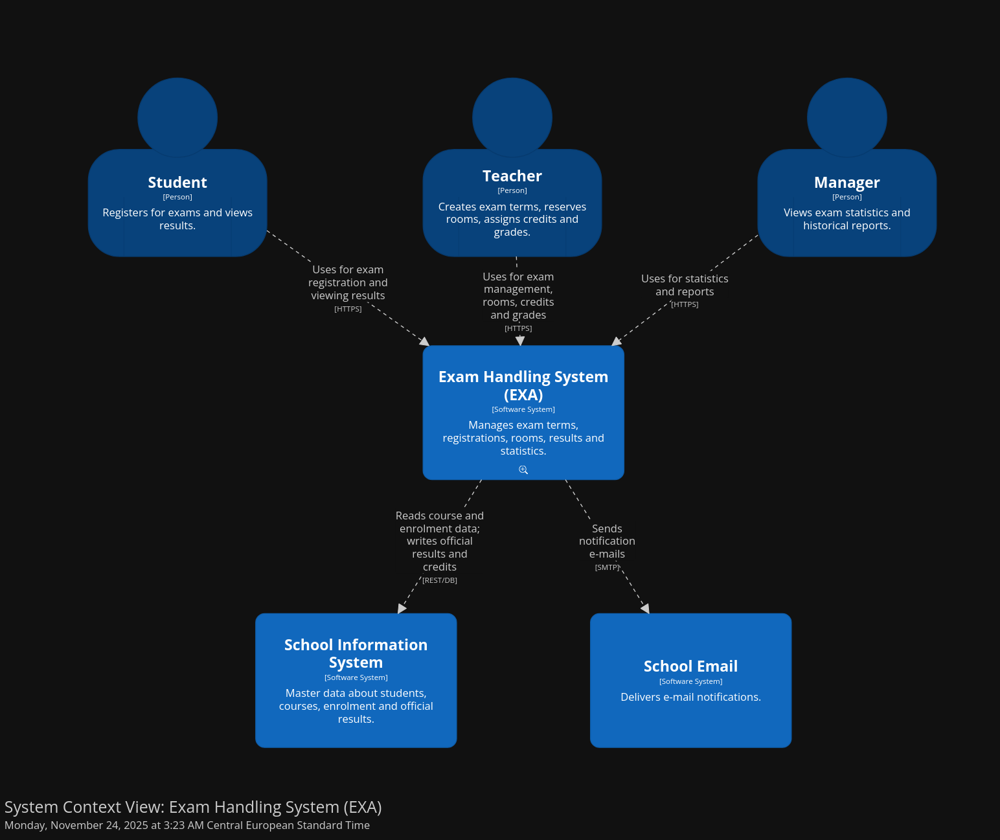 Student
[Person]
Registers for exams and views
results.
Teacher
[Person]
Creates exam terms, reserves
rooms, assigns credits and
grades.
Manager
[Person]
Views exam statistics and
historical reports.
Uses for exam
registration and
viewing results
[HTTPS]
Uses for exam
management,
rooms, credits
and grades
[HTTPS]
Uses for statistics
and reports
[HTTPS]
Exam Handling System
(EXA)
[Software System]
Manages exam terms,
registrations, rooms, results and
statistics.
Reads course and
enrolment data;
writes official
results and
credits
[REST/DB]
Sends
notification
e-mails
[SMTP]
School Information
System
[Software System]
Master data about students,
courses, enrolment and official
results.
School Email
[Software System]
Delivers e-mail notifications.
System Context View: Exam Handling System (EXA)
Monday, November 24, 2025 at 3:23 AM Central European Standard Time